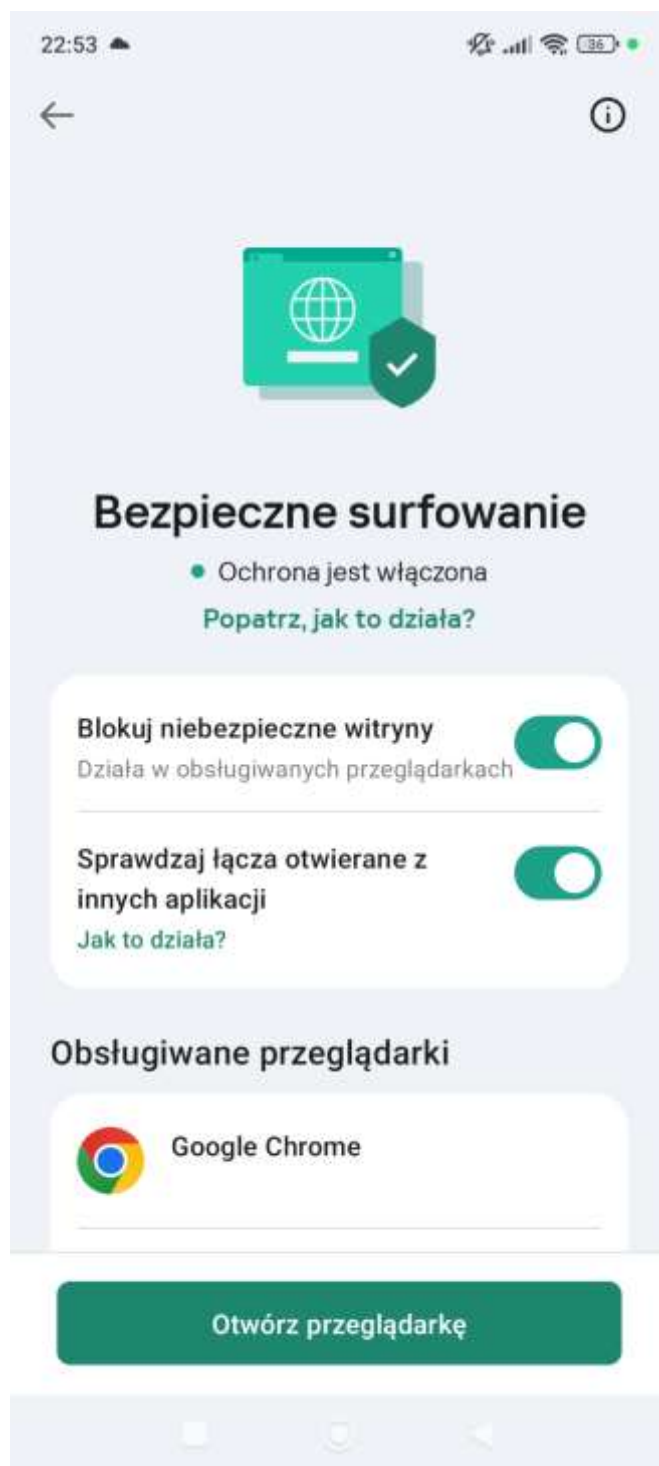 22:53
36
Bezpieczne surfowanie
Ochrona jest włączona
Popatrz, jak to działa?
Blokuj niebezpieczne witryny
Działa w obsługiwanych przeglądarkach
Sprawdzaj łącza otwierane z
innych aplikacji
Jak to działa?
Obsługiwane przeglądarki
Google Chrome
Otwórz przeglądarkę